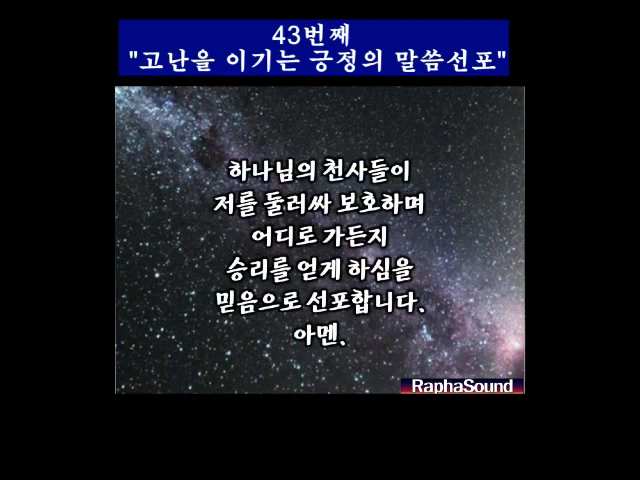 43번째
"고난을 이기는 긍정의 말씀선포"
하나님의 천사들이
저를 둘러싸 보호하며
어디로 가든지
승리를 얻게 하심을
믿음으로 선포합니다.
아멘.
RaphaSound